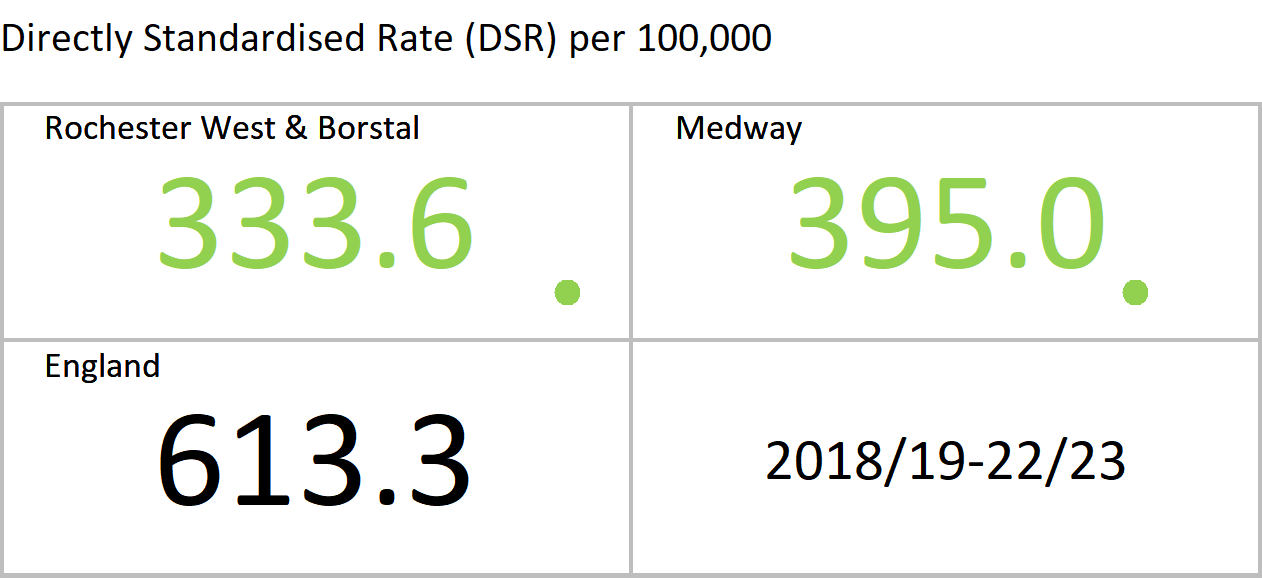 Directly Standardised Rate (DSR) per 100,000
Rochester West & Borstal
333.6
Medway
395.0
England
613.3
2018/19-22/23